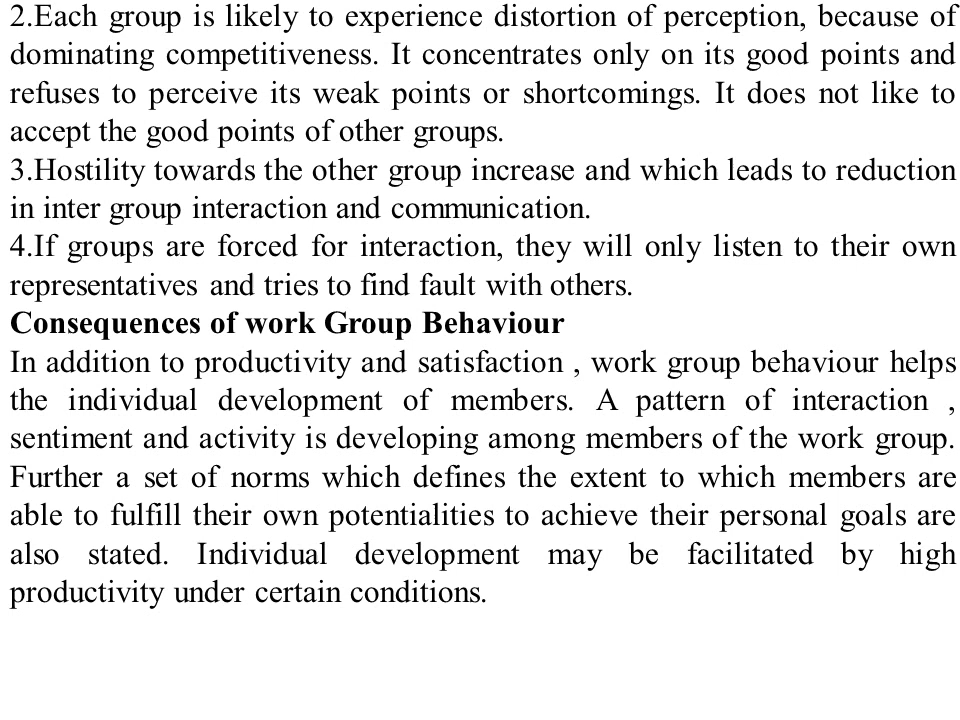 2.Each group is likely to experience distortion of perception, because of
dominating competitiveness. It concentrates only on its good points and
refuses to perceive its weak points or shortcomings. It does not like to
accept the good points of other groups.
3.Hostility towards the other group increase and which leads to reduction
in inter group interaction and communication.
4.If groups are forced for interaction, they will only listen to their own
representatives and tries to find fault with others.
Consequences of work Group Behaviour
In addition to productivity and satisfaction , work group behaviour helps
the individual development of members. A pattern of interaction ,
sentiment and activity is developing among members of the work group.
Further a set of norms which defines the extent to which members are
able to fulfill their own potentialities to achieve their personal goals are
also stated. Individual development may be facilitated by high
productivity under certain conditions.